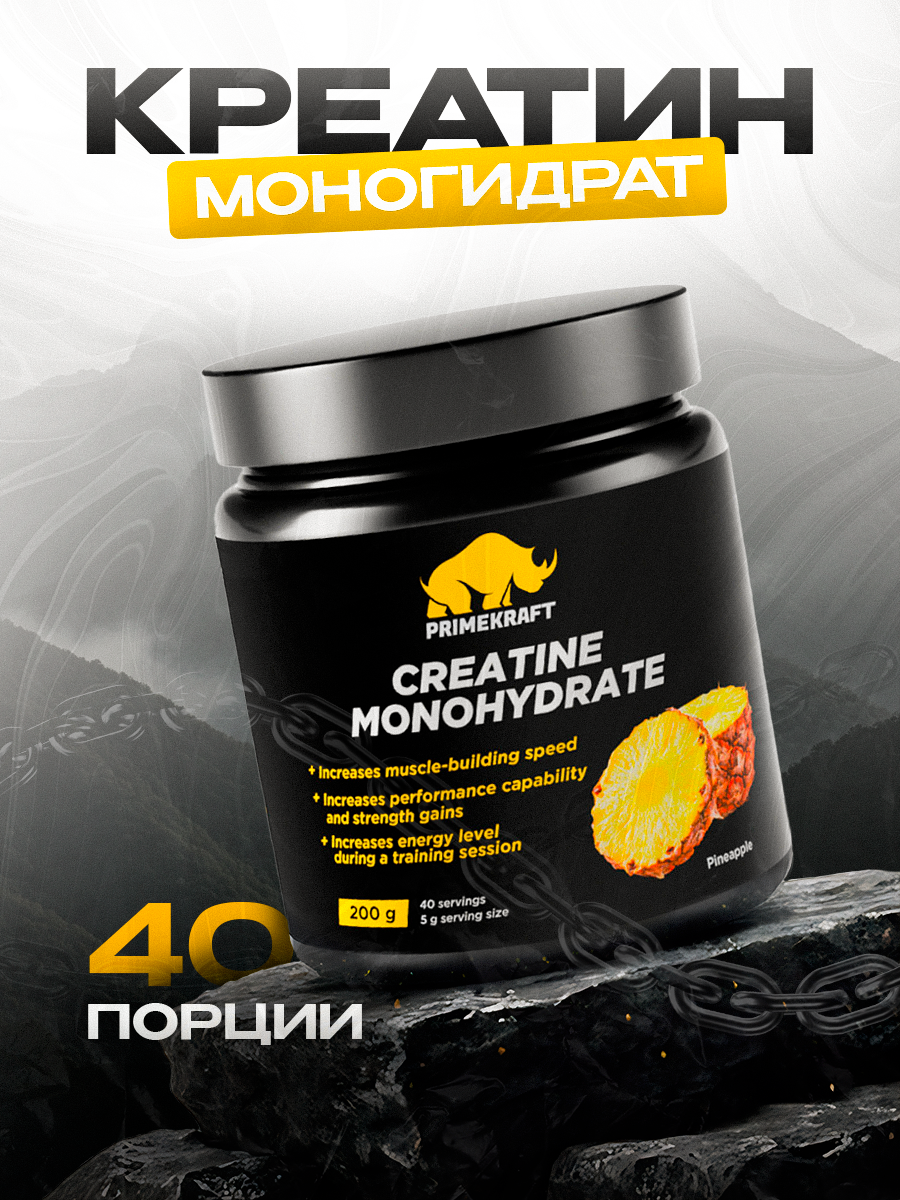 КРЕАТИН
МОНОГИДРАТ
PRIMEKRAFT
CREATINE
MONOHYDRATE
+ Increases muscle-building speed
+ Increases performance capability
and strength gains
+ Increases energy level
during a training session
Pineapple
200 g
40 servings
5 g serving size
40
ПОРЦИИ